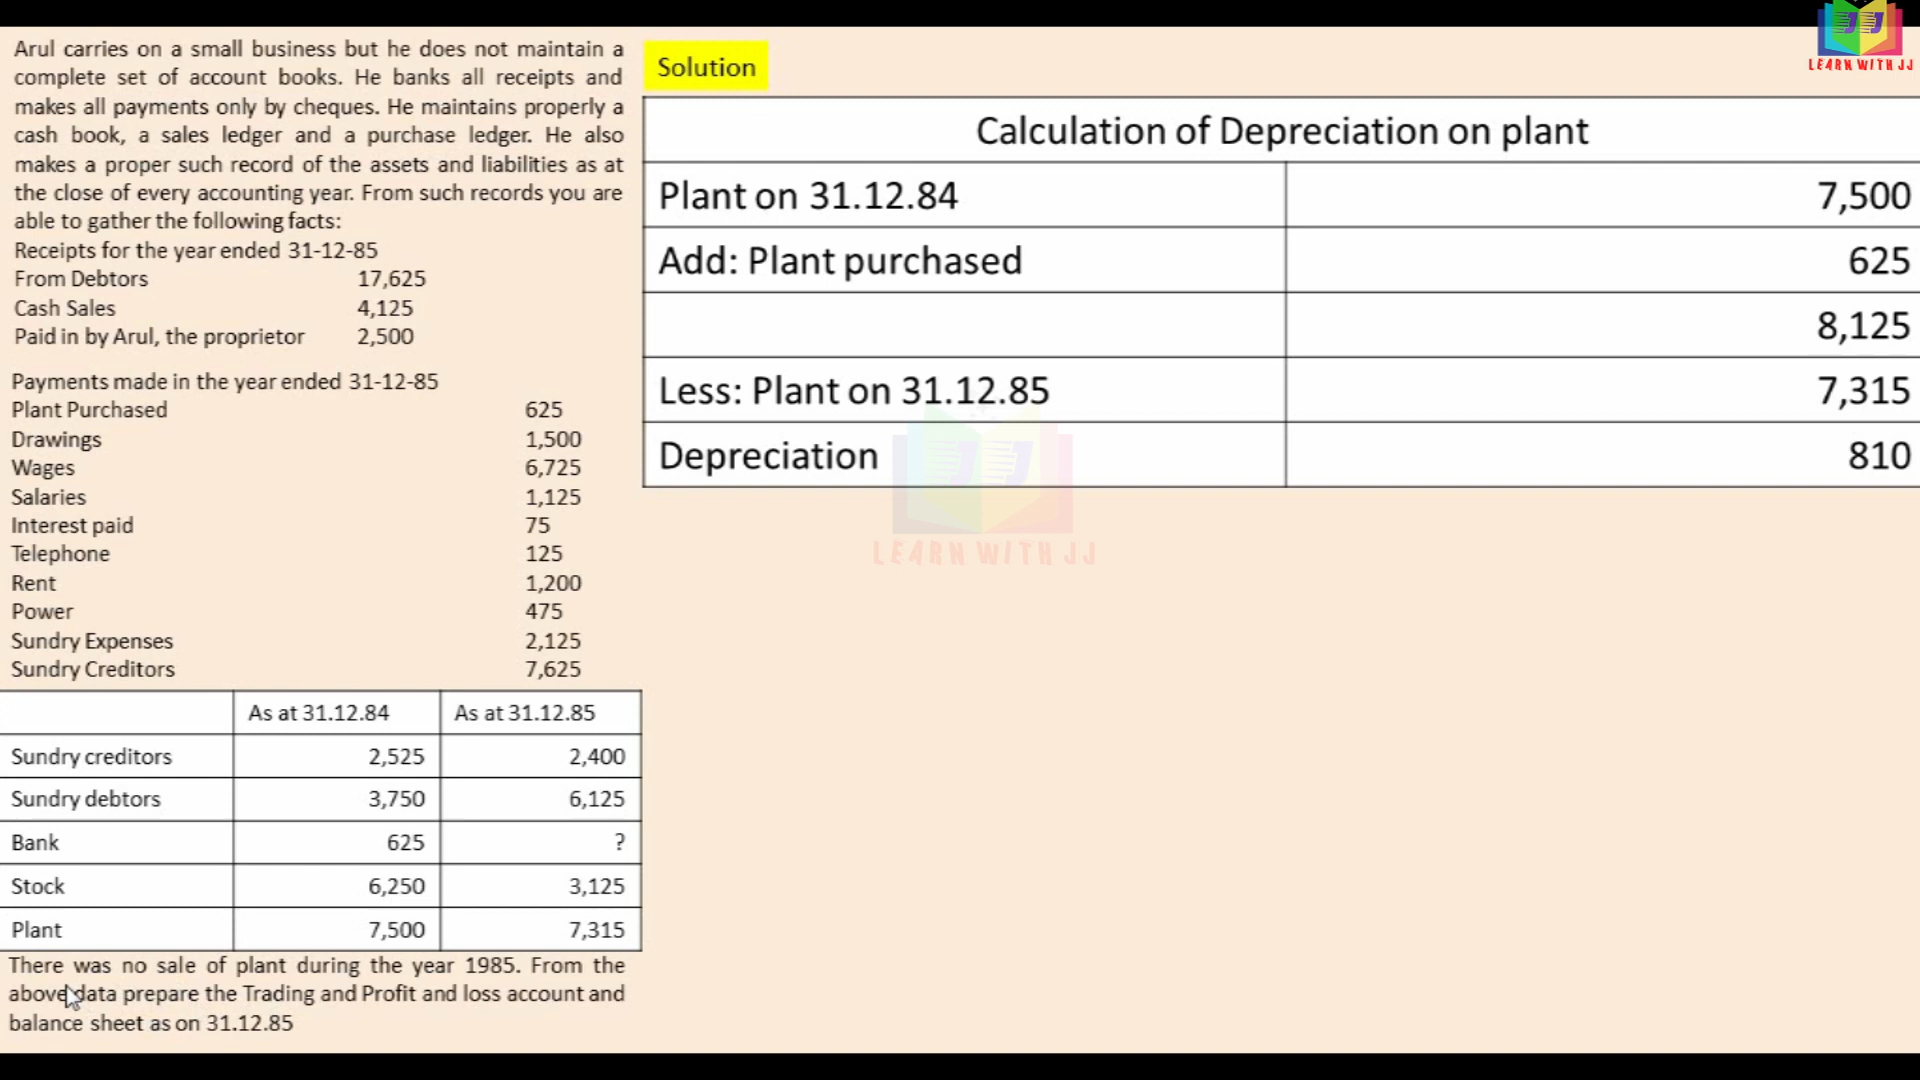 Arul carries on a small business but he does not maintain a
complete set of account books. He banks all receipts and
makes all payments only by cheques. He maintains properly a
cash book, a sales ledger and a purchase ledger. He also
makes a proper such record of the assets and liabilities as at
the close of every accounting year. From such records you are
able to gather the following facts:
Receipts for the year ended 31-12-85
From Debtors 17,625
Cash Sales 4,125
Paid in by Arul, the proprietor 2,500
Payments made in the year ended 31-12-85
Plant Purchased 625
Drawings 1,500
Wages 6,725
Salaries 1,125
Interest paid 75
Telephone 125
Rent 1,200
Power 475
Sundry Expenses 2,125
Sundry Creditors 7,625
As at 31.12.84 As at 31.12.85
Sundry creditors 2,525 2,400
Sundry debtors 3,750 6,125
Bank 625 ?
Stock 6,250 3,125
Plant 7,500 7,315
There was no sale of plant during the year 1985. From the
above data prepare the Trading and Profit and loss account and
balance sheet as on 31.12.85
Solution
Calculation of Depreciation on plant
Plant on 31.12.84 7,500
Add: Plant purchased 625
8,125
Less: Plant on 31.12.85 7,315
Depreciation 810
JJ
LEARN WITH JJ
JJ
LEARN WITH JJ